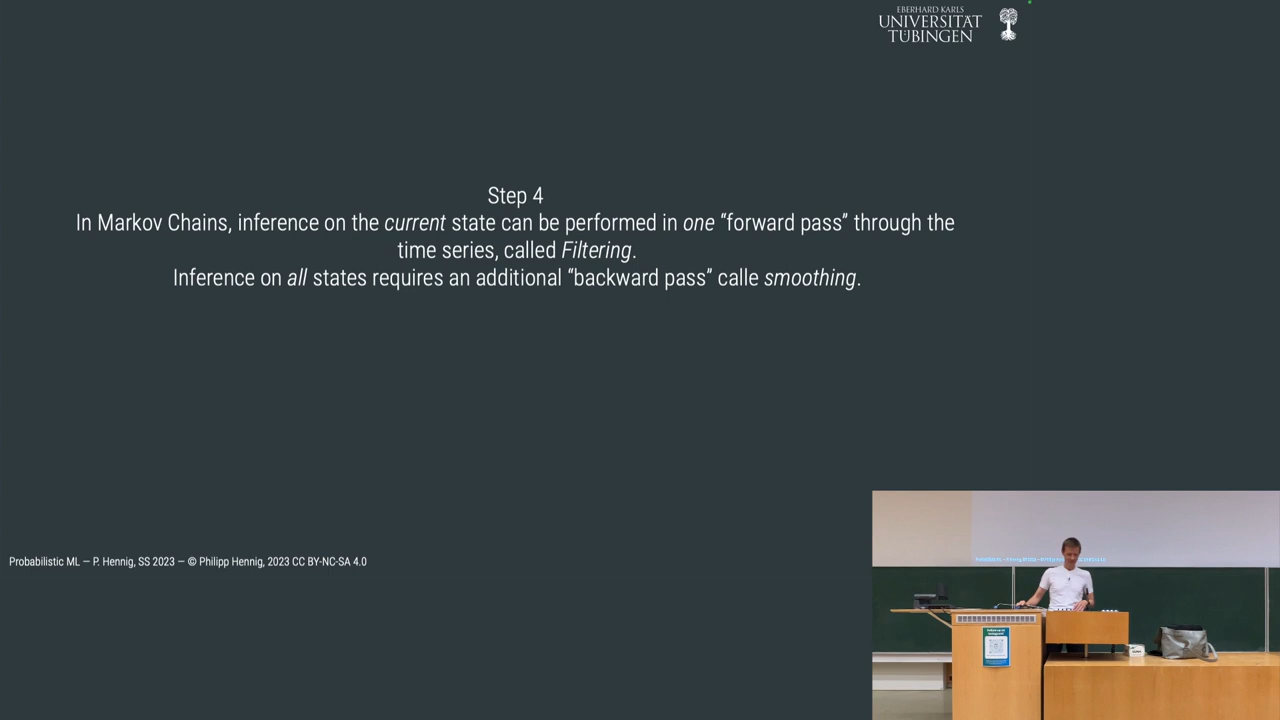 EBERHARD KARLS
UNIVERSITÄT
TÜBINGEN
Step 4
In Markov Chains, inference on the current state can be performed in one “forward pass” through the
time series, called Filtering.
Inference on all states requires an additional “backward pass” calle smoothing.
Probabilistic ML — P. Hennig, SS 2023 — © Philipp Hennig, 2023 CC BY-NC-SA 4.0